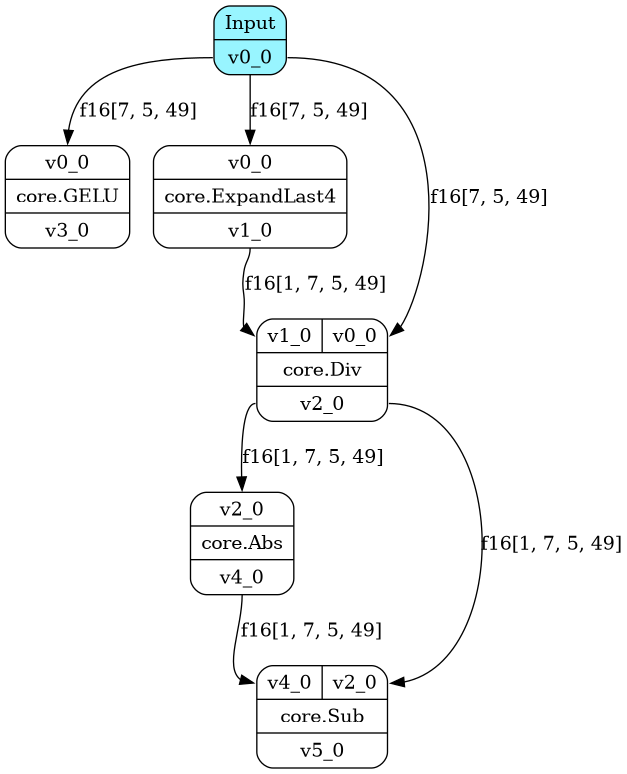 Input
v0_0
f16[7, 5, 49]
f16[7, 5, 49]
v0_0
core.GELU
v3_0
v0_0
core.ExpandLast4
v1_0
f16[7, 5, 49]
f16[1, 7, 5, 49]
v1_0
v0_0
core.Div
v2_0
f16[1, 7, 5, 49]
v2_0
core.Abs
v4_0
f16[1, 7, 5, 49]
f16[1, 7, 5, 49]
v4_0
v2_0
core.Sub
v5_0